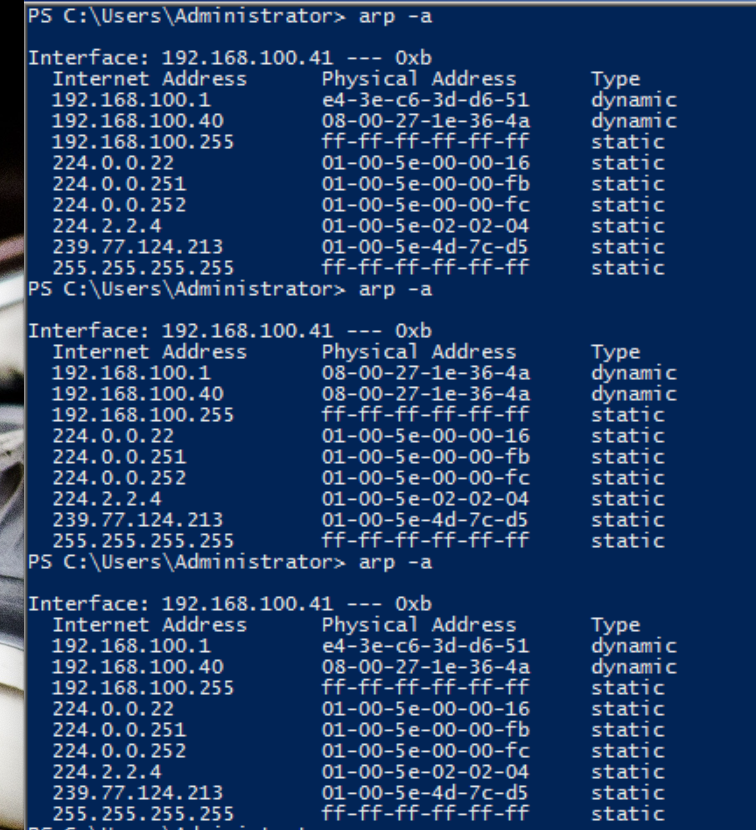 PS C:\Users\Administrator> arp -a
Interface: 192.168.100.41 --- 0xb
Internet Address Physical Address Type
192.168.100.1 e4-3e-c6-3d-d6-51 dynamic
192.168.100.40 08-00-27-1e-36-4a dynamic
192.168.100.255 ff-ff-ff-ff-ff-ff static
224.0.0.22 01-00-5e-00-00-16 static
224.0.0.251 01-00-5e-00-00-fb static
224.0.0.252 01-00-5e-00-00-fc static
224.2.2.4 01-00-5e-02-02-04 static
239.77.124.213 01-00-5e-4d-7c-d5 static
255.255.255.255 ff-ff-ff-ff-ff-ff static
PS C:\Users\Administrator> arp -a
Interface: 192.168.100.41 --- 0xb
Internet Address Physical Address Type
192.168.100.1 08-00-27-1e-36-4a dynamic
192.168.100.40 08-00-27-1e-36-4a dynamic
192.168.100.255 ff-ff-ff-ff-ff-ff static
224.0.0.22 01-00-5e-00-00-16 static
224.0.0.251 01-00-5e-00-00-fb static
224.0.0.252 01-00-5e-00-00-fc static
224.2.2.4 01-00-5e-02-02-04 static
239.77.124.213 01-00-5e-4d-7c-d5 static
255.255.255.255 ff-ff-ff-ff-ff-ff static
PS C:\Users\Administrator> arp -a
Interface: 192.168.100.41 --- 0xb
Internet Address Physical Address Type
192.168.100.1 e4-3e-c6-3d-d6-51 dynamic
192.168.100.40 08-00-27-1e-36-4a dynamic
192.168.100.255 ff-ff-ff-ff-ff-ff static
224.0.0.22 01-00-5e-00-00-16 static
224.0.0.251 01-00-5e-00-00-fb static
224.0.0.252 01-00-5e-00-00-fc static
224.2.2.4 01-00-5e-02-02-04 static
239.77.124.213 01-00-5e-4d-7c-d5 static
255.255.255.255 ff-ff-ff-ff-ff-ff static